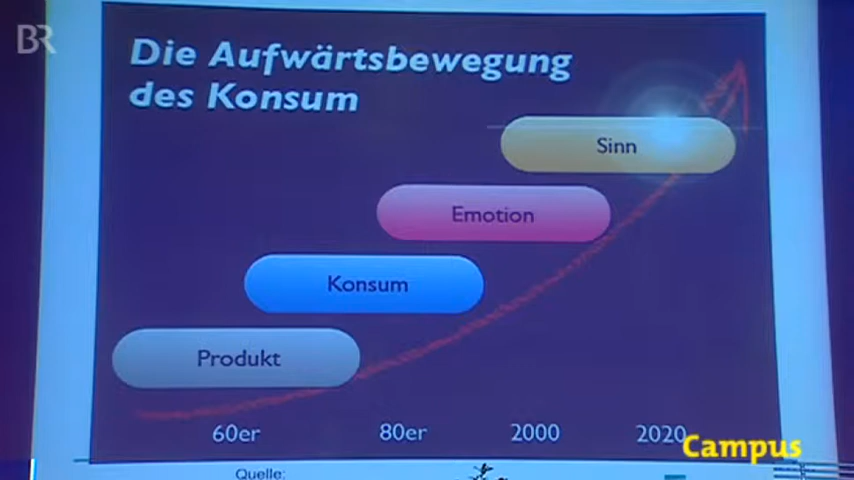 BR
Die Aufwärtsbewegung
des Konsum
Sinn
Emotion
Konsum
Produkt
60er
80er
2000
2020
Campus
Quelle: